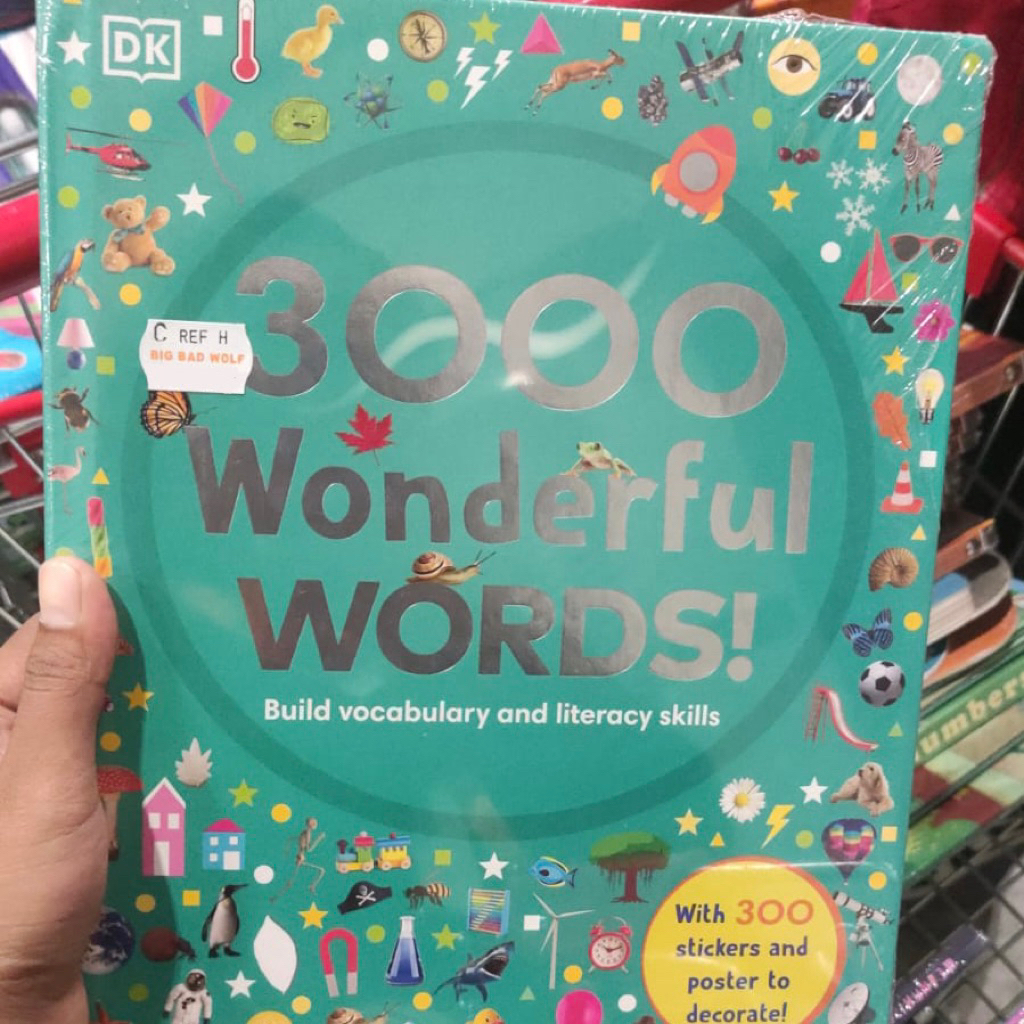 DK
3000
C REF H
BIG BAD WOLF
Wonderful
WORDS!
Build vocabulary and literacy skills
With 300
stickers and
poster to
decorate!
umbers